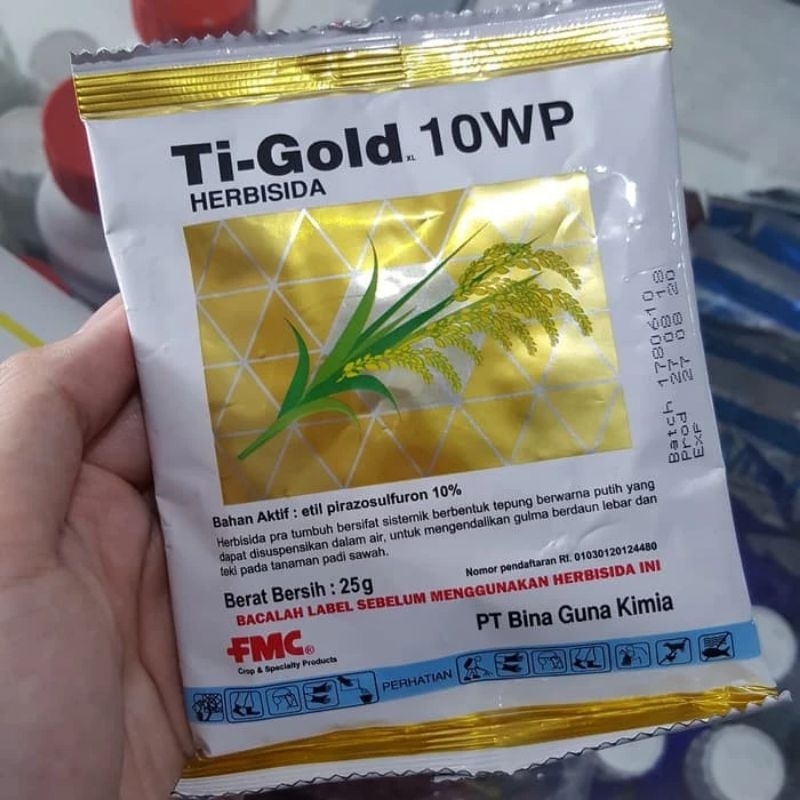 Ti-Gold XL 10WP
HERBISIDA
Batch 1780610
Prod 27 08 18
EXP 27 08 20
Bahan Aktif : etil pirazosulfuron 10%
Herbisida pra tumbuh bersifat sistemik berbentuk tepung berwarna putih yang
dapat disuspensikan dalam air, untuk mengendalikan gulma berdaun lebar dan
teki pada tanaman padi sawah.
Nomor pendaftaran RI. 01030120124480
Berat Bersih : 25g
BACALAH LABEL SEBELUM MENGGUNAKAN HERBISIDA INI
FMC®
Crop & Specialty Products
PT Bina Guna Kimia
PERHATIAN